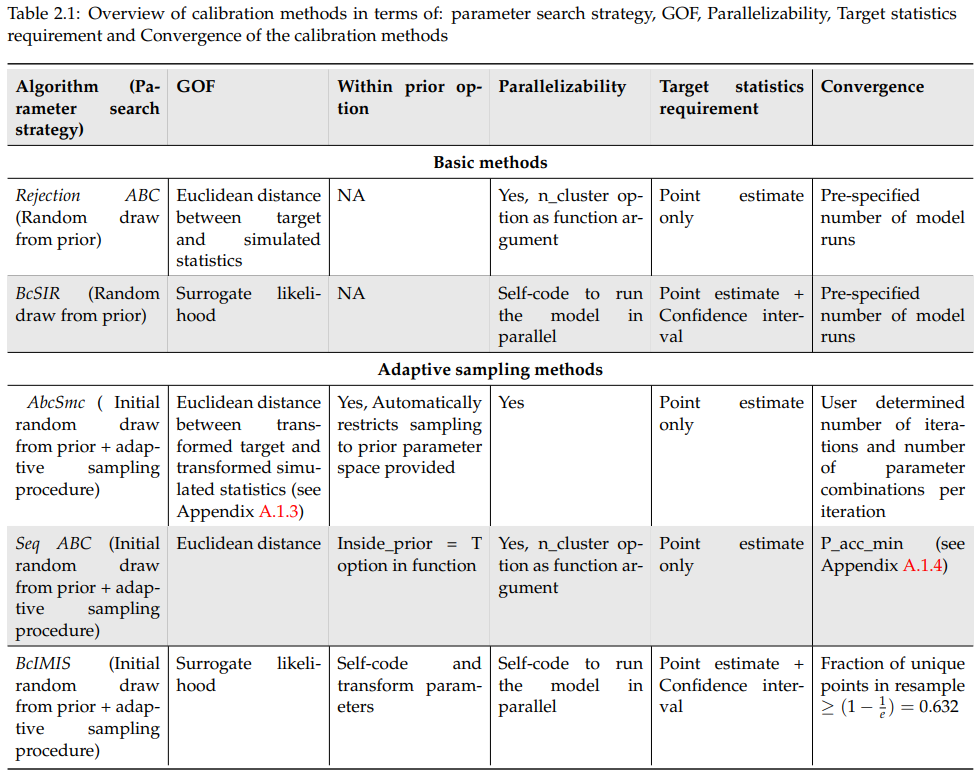 Table 2.1: Overview of calibration methods in terms of: parameter search strategy, GOF, Parallelizability, Target statistics
requirement and Convergence of the calibration methods
Algorithm (Pa-
rameter search
strategy)
GOF
Within prior op-
tion
Parallelizability
Target statistics
requirement
Convergence
Basic methods
Rejection ABC
(Random draw
from prior)
Euclidean distance
between target
and simulated
statistics
NA
Yes, n_cluster op-
tion as function ar-
gument
Point estimate
only
Pre-specified
number of model
runs
BcSIR (Random
draw from prior)
Surrogate likeli-
hood
NA
Self-code to run
the model in
parallel
Point estimate +
Confidence inter-
val
Pre-specified
number of model
runs
Adaptive sampling methods
AbcSmc ( Initial
random draw
from prior + adap-
tive sampling
procedure)
Euclidean distance
between trans-
formed target and
transformed simu-
lated statistics (see
Appendix A.1.3)
Yes, Automatically
restricts sampling
to prior parameter
space provided
Yes
Point estimate
only
User determined
number of itera-
tions and number
of parameter
combinations per
iteration
Seq ABC (Initial
random draw
from prior + adap-
tive sampling
procedure)
Euclidean distance
Inside_prior = T
option in function
Yes, n_cluster op-
tion as function ar-
gument
Point estimate
only
P_acc_min (see
Appendix A.1.4)
BcIMIS (Initial
random draw
from prior + adap-
tive sampling
procedure)
Surrogate likeli-
hood
Self-code and
transform param-
eters
Self-code to run
the model in
parallel
Point estimate +
Confidence inter-
val
Fraction of unique
points in resample
≥ (1 − 1/e) = 0.632